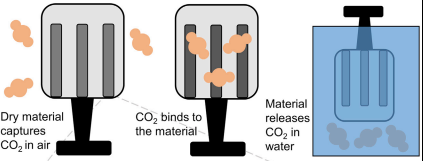 Dry material
captures
CO₂ in air
CO₂ binds to
the material
Material
releases
CO₂ in
water